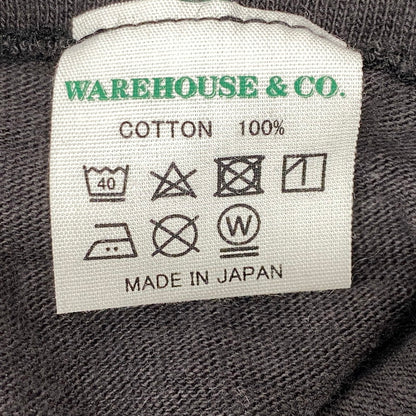 WAREHOUSE & CO.
COTTON 100%
40
W
MADE IN JAPAN